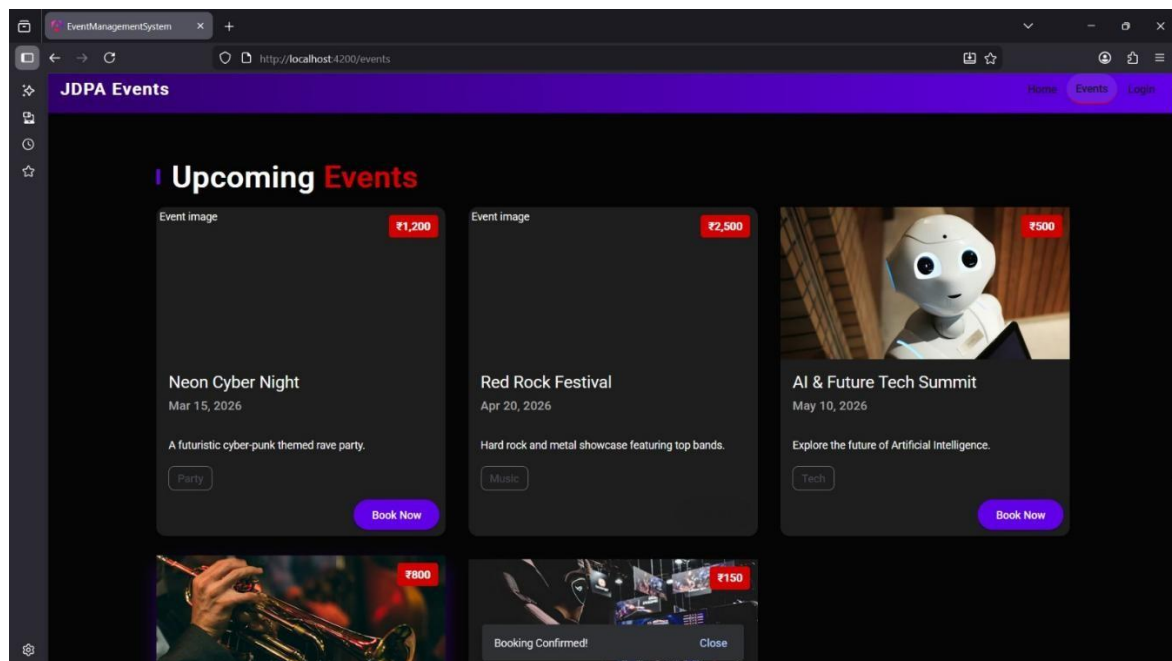 EventManagementSystem
http://localhost:4200/events
JDPA Events
Home Events Login
Upcoming Events
Event image
₹1,200
Neon Cyber Night
Mar 15, 2026
A futuristic cyber-punk themed rave party.
Party
Book Now
Event image
₹2,500
Red Rock Festival
Apr 20, 2026
Hard rock and metal showcase featuring top bands.
Music
₹500
AI & Future Tech Summit
May 10, 2026
Explore the future of Artificial Intelligence.
Tech
Book Now
₹800
₹150
Booking Confirmed! Close